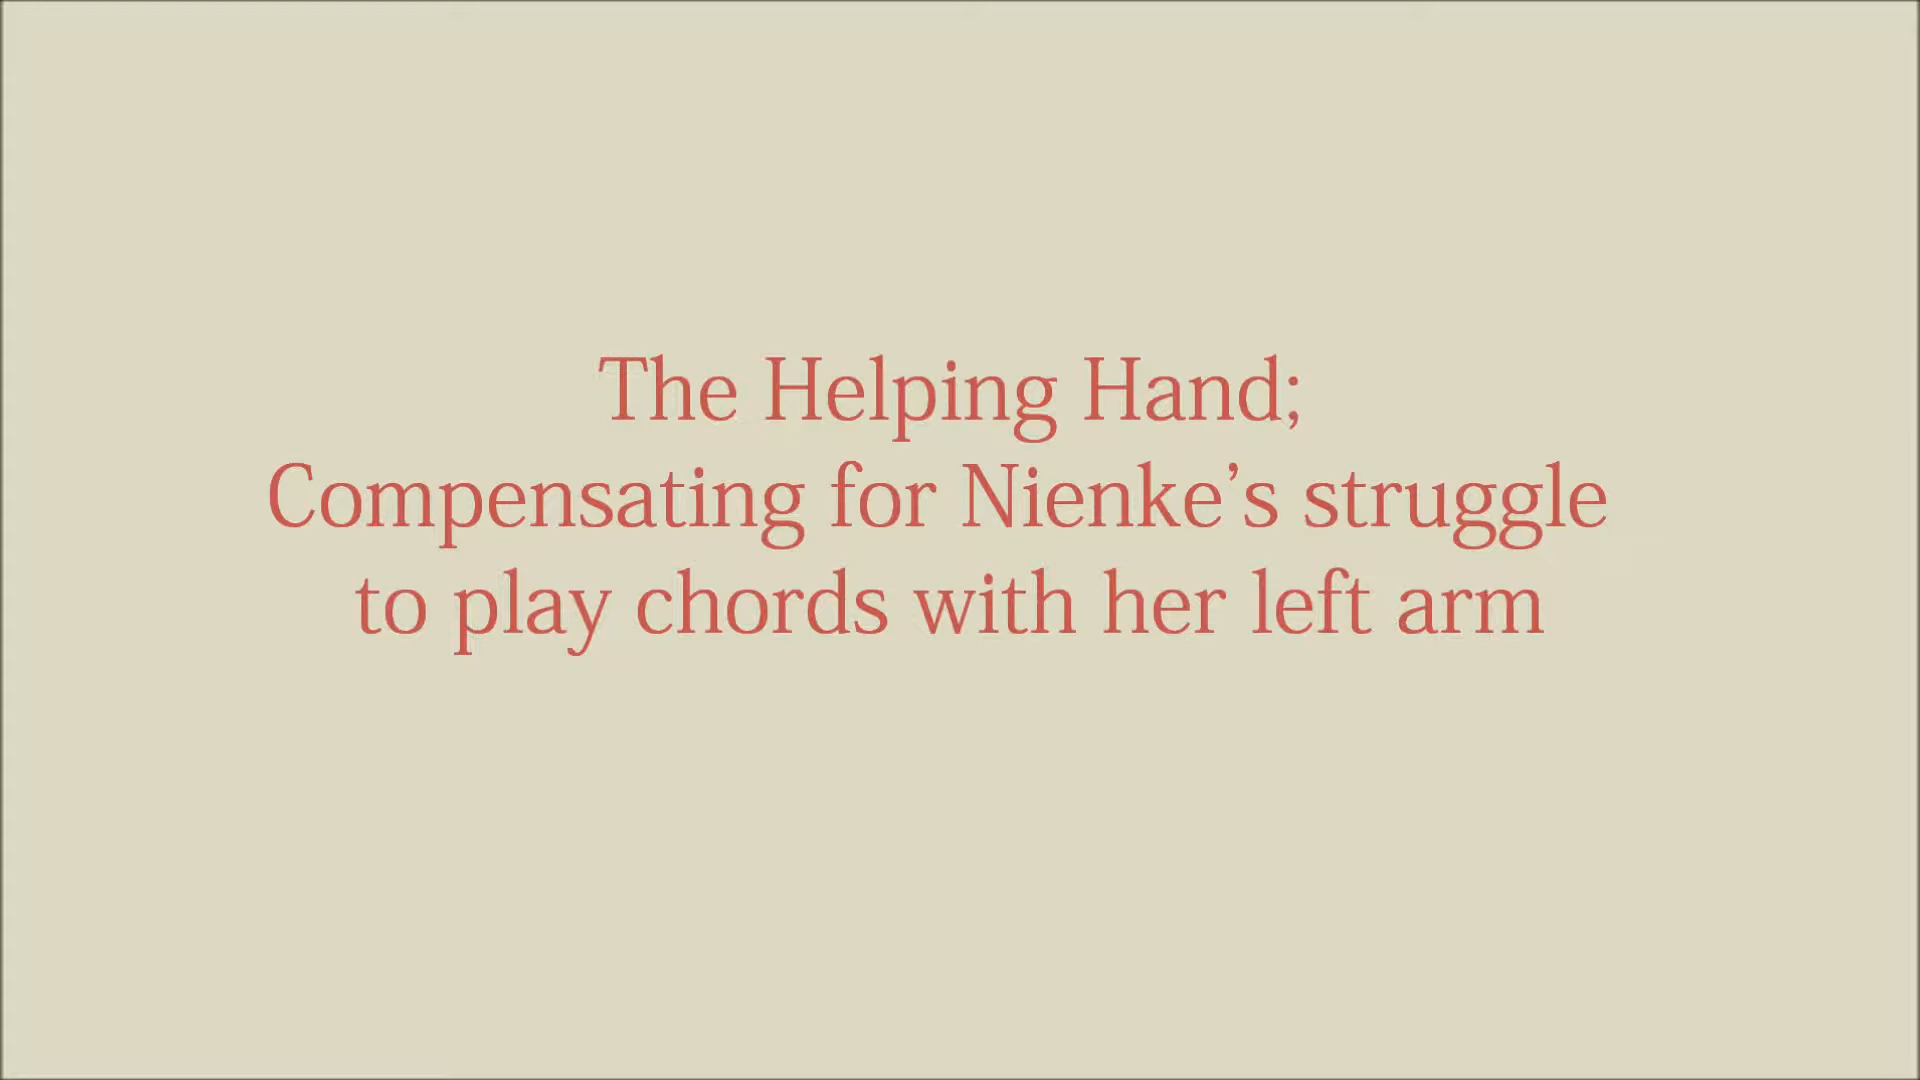 The Helping Hand;
Compensating for Nienke’s struggle
to play chords with her left arm